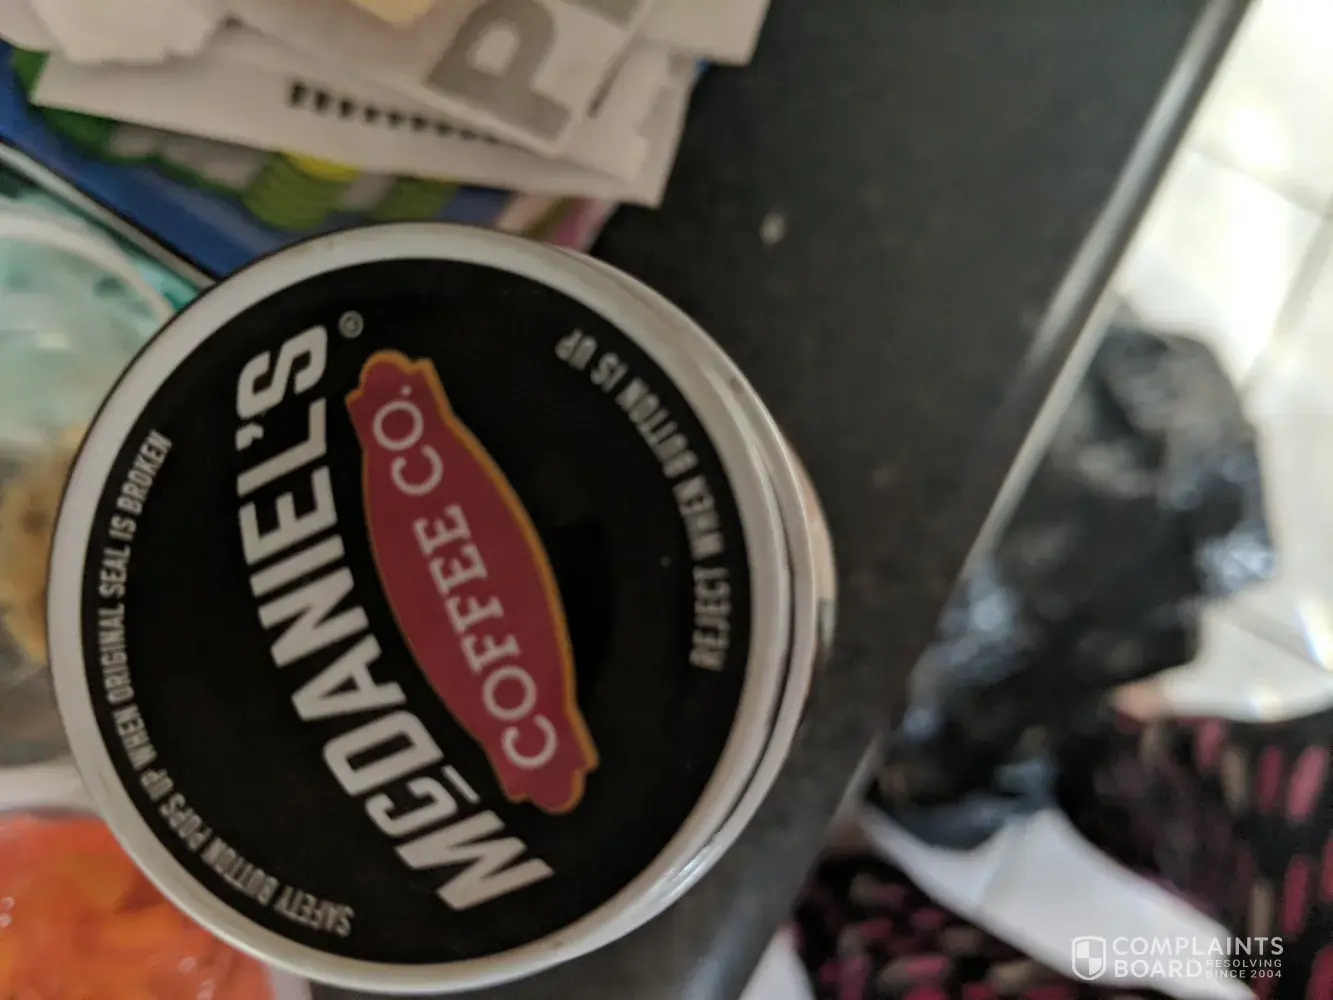 MCDANIEL'S®
COFFEE CO.
SAFETY BUTTON POPS UP WHEN ORIGINAL SEAL IS BROKEN
REJECT WHEN BUTTON IS UP
COMPLAINTS
BOARD RESOLVING
SINCE 2004